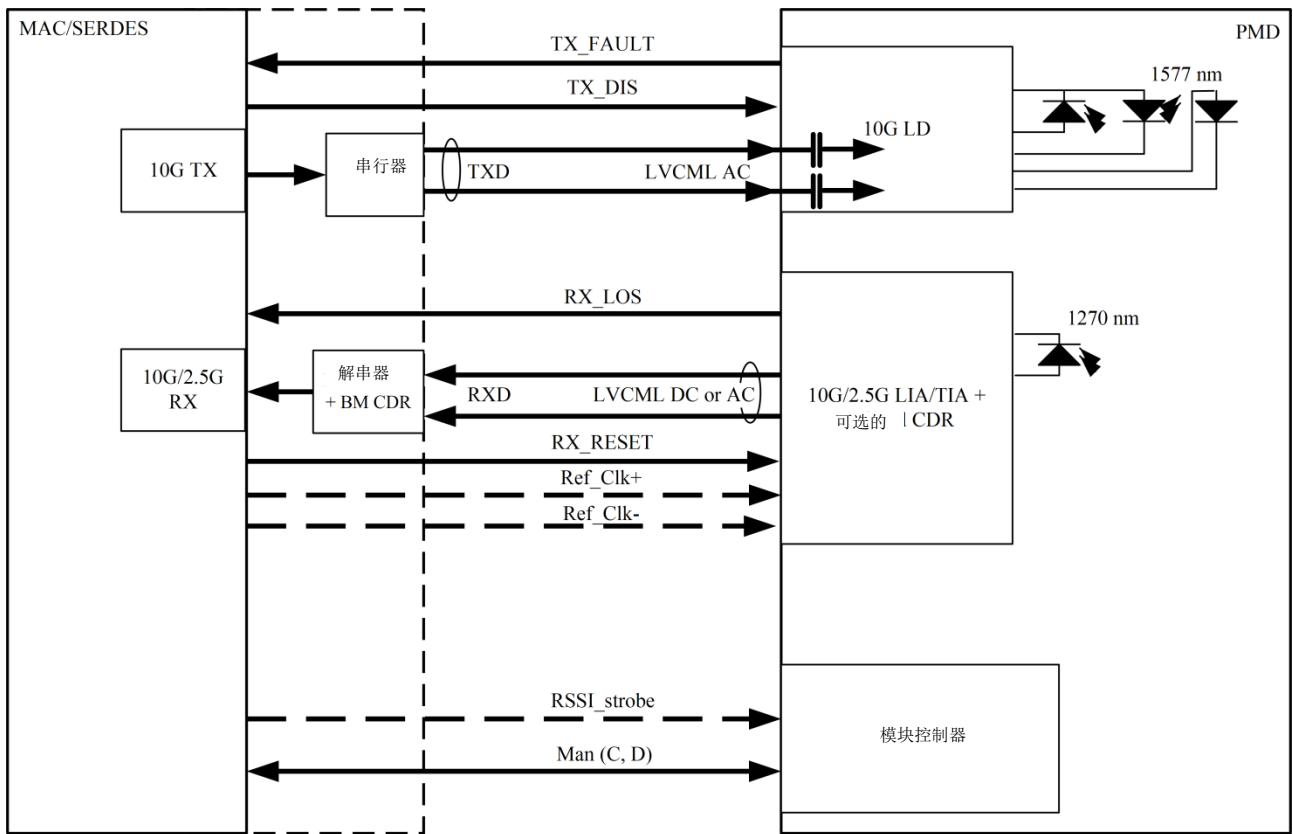 MAC/SERDES
PMD
TX_FAULT
1577 nm
TX_DIS
10G LD
10G TX
串行器
TXD
LVCML AC
RX_LOS
1270 nm
10G/2.5G
RX
解串器
+ BM CDR
RXD
LVCML DC or AC
10G/2.5G LIA/TIA +
可选的 l CDR
RX_RESET
Ref_Clk+
Ref_Clk-
RSSI_strobe
模块控制器
Man (C, D)